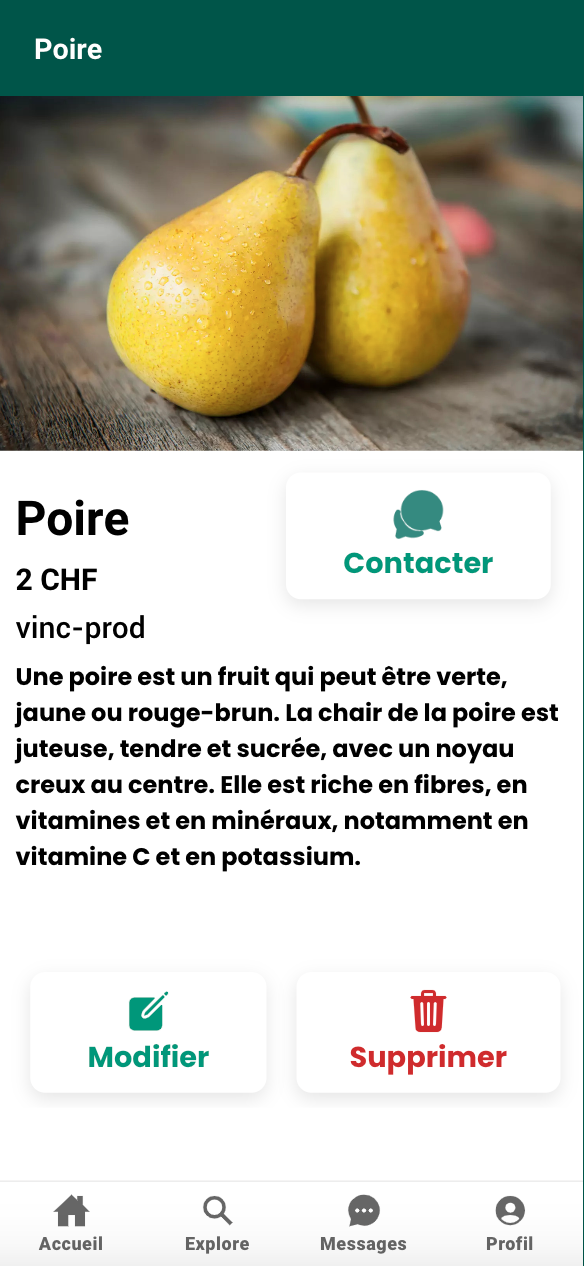 Poire
Poire
Contacter
2 CHF
vinc-prod
Une poire est un fruit qui peut être verte,
jaune ou rouge-brun. La chair de la poire est
juteuse, tendre et sucrée, avec un noyau
creux au centre. Elle est riche en fibres, en
vitamines et en minéraux, notamment en
vitamine C et en potassium.
Modifier
Supprimer
Accueil
Explore
Messages
Profil